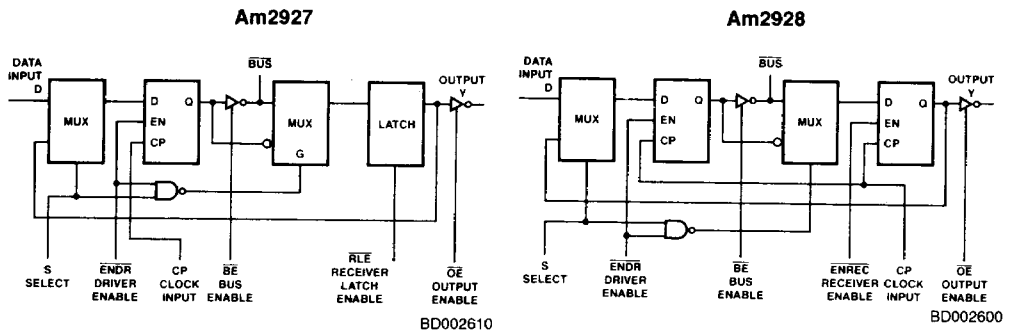 Am2927
DATA
INPUT
D
BUS
OUTPUT
Y
MUX
D Q
EN
CP
MUX
G
LATCH
S
SELECT
ENDR
DRIVER
ENABLE
CP
CLOCK
INPUT
BE
BUS
ENABLE
RLE
RECEIVER
LATCH
ENABLE
OE
OUTPUT
ENABLE
BD002610
Am2928
DATA
INPUT
D
BUS
OUTPUT
Y
MUX
D Q
EN
CP
MUX
D Q
EN
CP
S
SELECT
ENDR
DRIVER
ENABLE
BE
BUS
ENABLE
ENREC
RECEIVER
ENABLE
CP
CLOCK
INPUT
OE
OUTPUT
ENABLE
BD002600